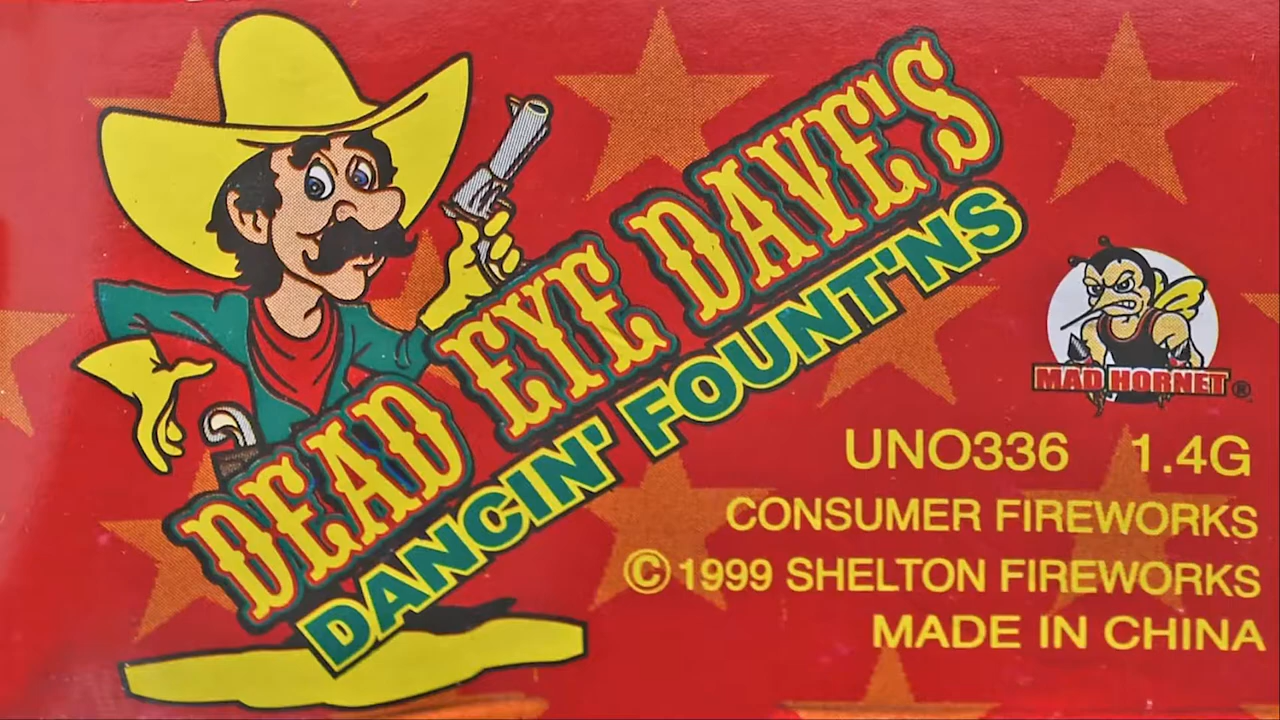 DEAD EYE DAVE'S
DANCIN' FOUNT'NS
MAD HORNET®
UNO336 1.4G
CONSUMER FIREWORKS
©1999 SHELTON FIREWORKS
MADE IN CHINA